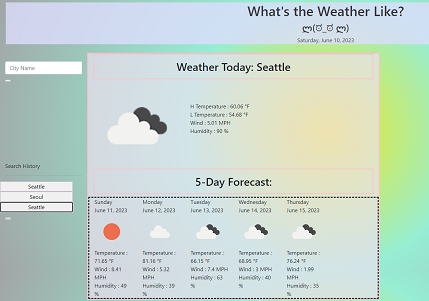 What's the Weather Like?
ლ(ಠ_ಠ ლ)
Saturday, June 10, 2023
City Name
Weather Today: Seattle
H Temperature : 60.06 °F
L Temperature : 54.68 °F
Wind : 5.01 MPH
Humidity : 90 %
Search History
Seattle
Seoul
Seattle
5-Day Forecast:
Sunday
June 11, 2023
Temperature :
71.65 °F
Wind : 8.41
MPH
Humidity : 49
%
Monday
June 12, 2023
Temperature :
81.16 °F
Wind : 5.32
MPH
Humidity : 39
%
Tuesday
June 13, 2023
Temperature :
66.15 °F
Wind : 7.4 MPH
Humidity : 63
%
Wednesday
June 14, 2023
Temperature :
68.95 °F
Wind : 3 MPH
Humidity : 40
%
Thursday
June 15, 2023
Temperature :
76.24 °F
Wind : 1.99
MPH
Humidity : 35
%